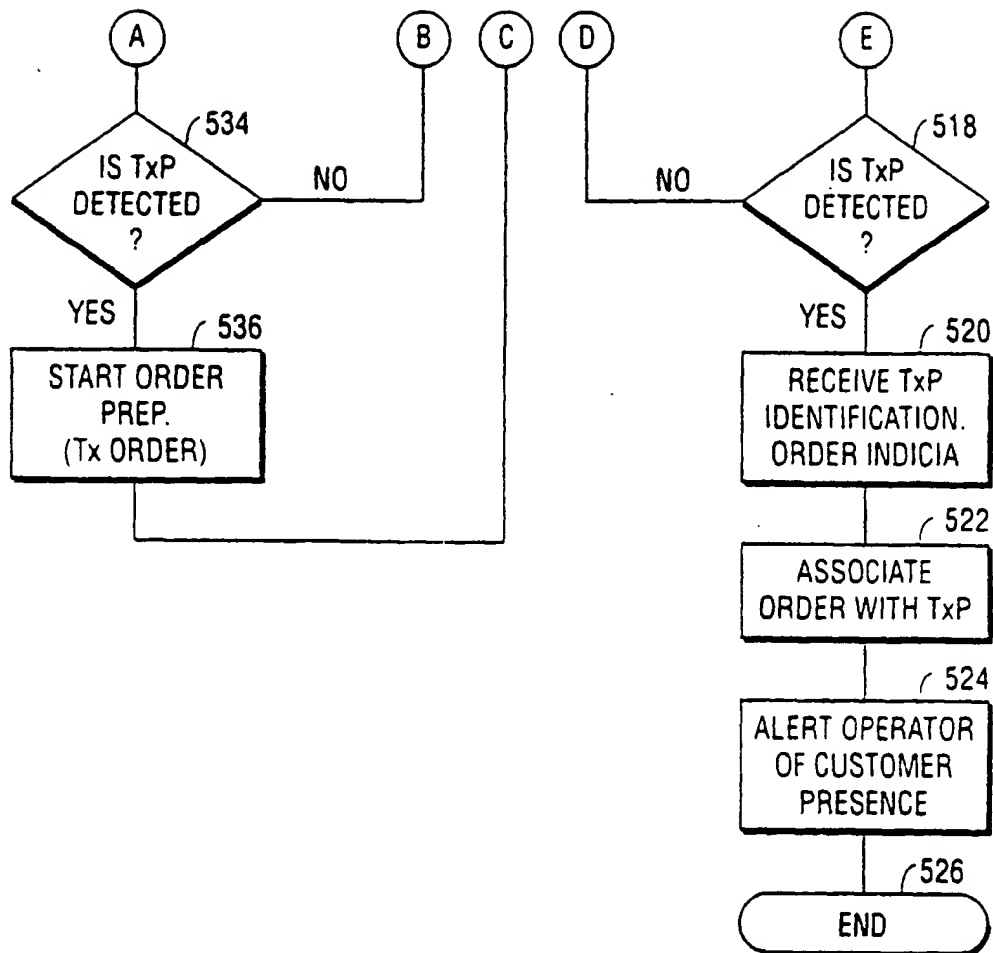 A
B
C
D
E
534
IS TxP
DETECTED
?
NO
YES
536
START ORDER
PREP.
(Tx ORDER)
518
IS TxP
DETECTED
?
NO
YES
520
RECEIVE TxP
IDENTIFICATION.
ORDER INDICIA
522
ASSOCIATE
ORDER WITH TxP
524
ALERT OPERATOR
OF CUSTOMER
PRESENCE
526
END